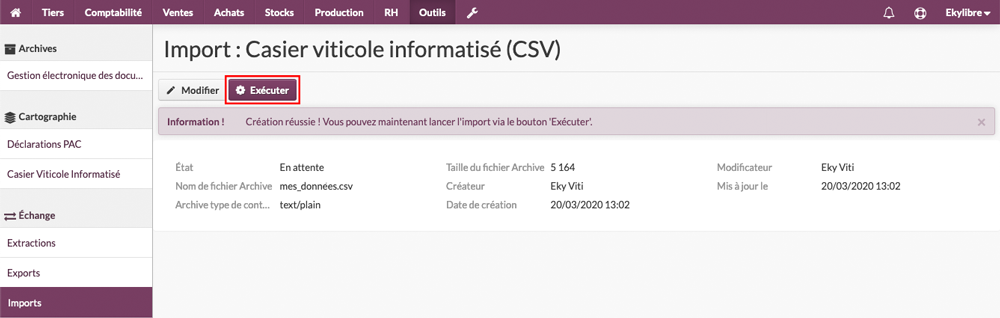 Tiers Comptabilité Ventes Achats Stocks Production RH Outils Ekylibre
Archives
Gestion électronique des docu...
Cartographie
Déclarations PAC
Casier Viticole Informatisé
Échange
Extractions
Exports
Imports
Import : Casier viticole informatisé (CSV)
Modifier Exécuter
Information ! Création réussie ! Vous pouvez maintenant lancer l'import via le bouton 'Exécuter'.
État En attente Taille du fichier Archive 5 164 Modificateur Eky Viti
Nom de fichier Archive mes_données.csv Créateur Eky Viti Mis à jour le 20/03/2020 13:02
Archive type de cont... text/plain Date de création 20/03/2020 13:02